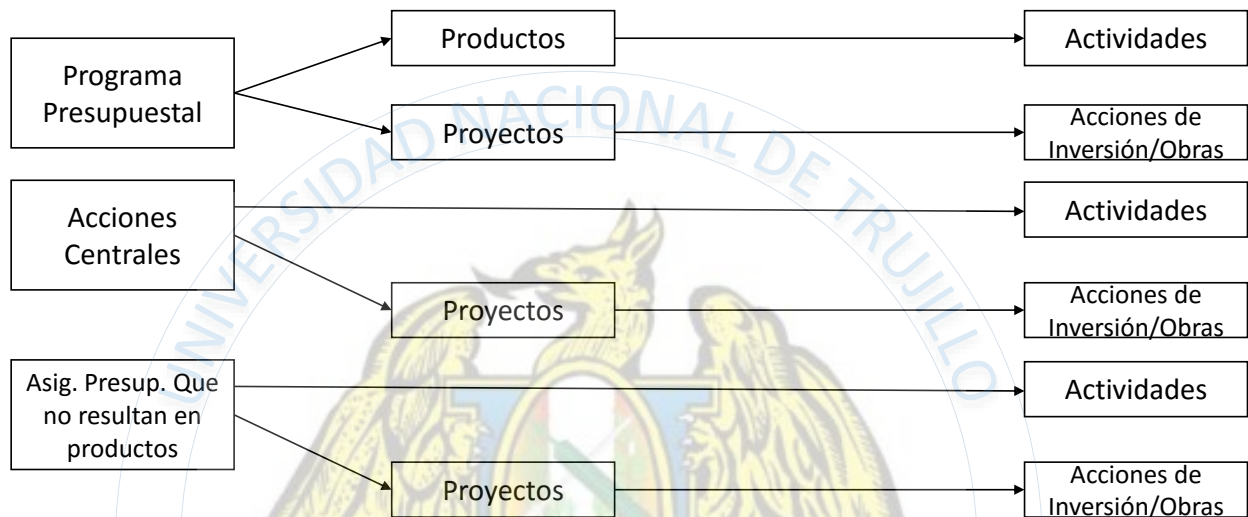 Programa
Presupuestal
Productos
Actividades
Proyectos
Acciones de
Inversión/Obras
Acciones
Centrales
Actividades
Proyectos
Acciones de
Inversión/Obras
Asig. Presup. Que
no resultan en
productos
Actividades
Proyectos
Acciones de
Inversión/Obras
UNIVERSIDAD NACIONAL DE TRUJILLO